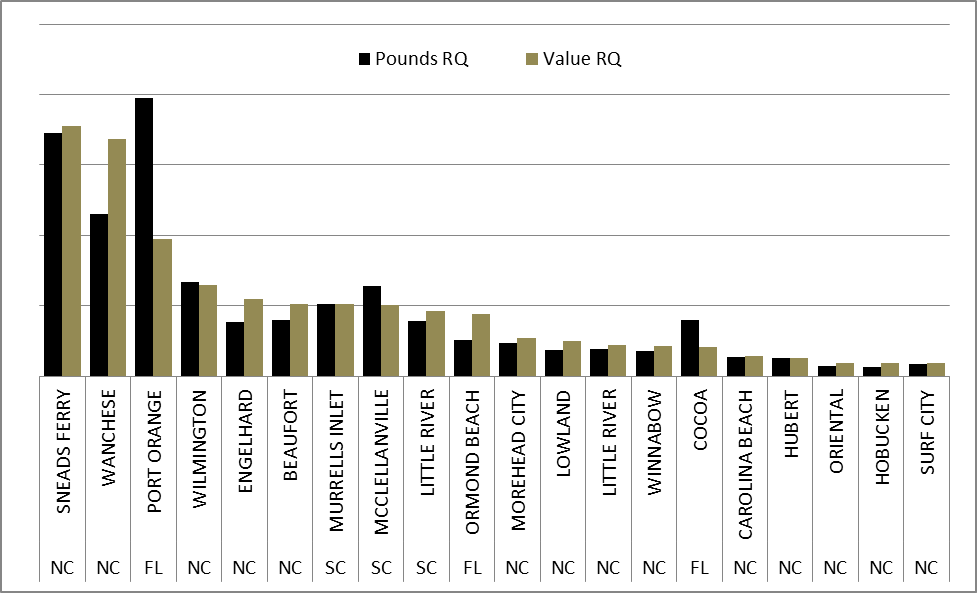 Pounds RQ Value RQ
SNEADS FERRY
WANCHESE
PORT ORANGE
WILMINGTON
ENGELHARD
BEAUFORT
MURRELLS INLET
MCCLELLANVILLE
LITTLE RIVER
ORMOND BEACH
MOREHEAD CITY
LOWLAND
LITTLE RIVER
WINNABOW
COCOA
CAROLINA BEACH
HUBERT
ORIENTAL
HOBUCKEN
SURF CITY
NC NC FL NC NC NC SC SC SC FL NC NC NC NC FL NC NC NC NC NC